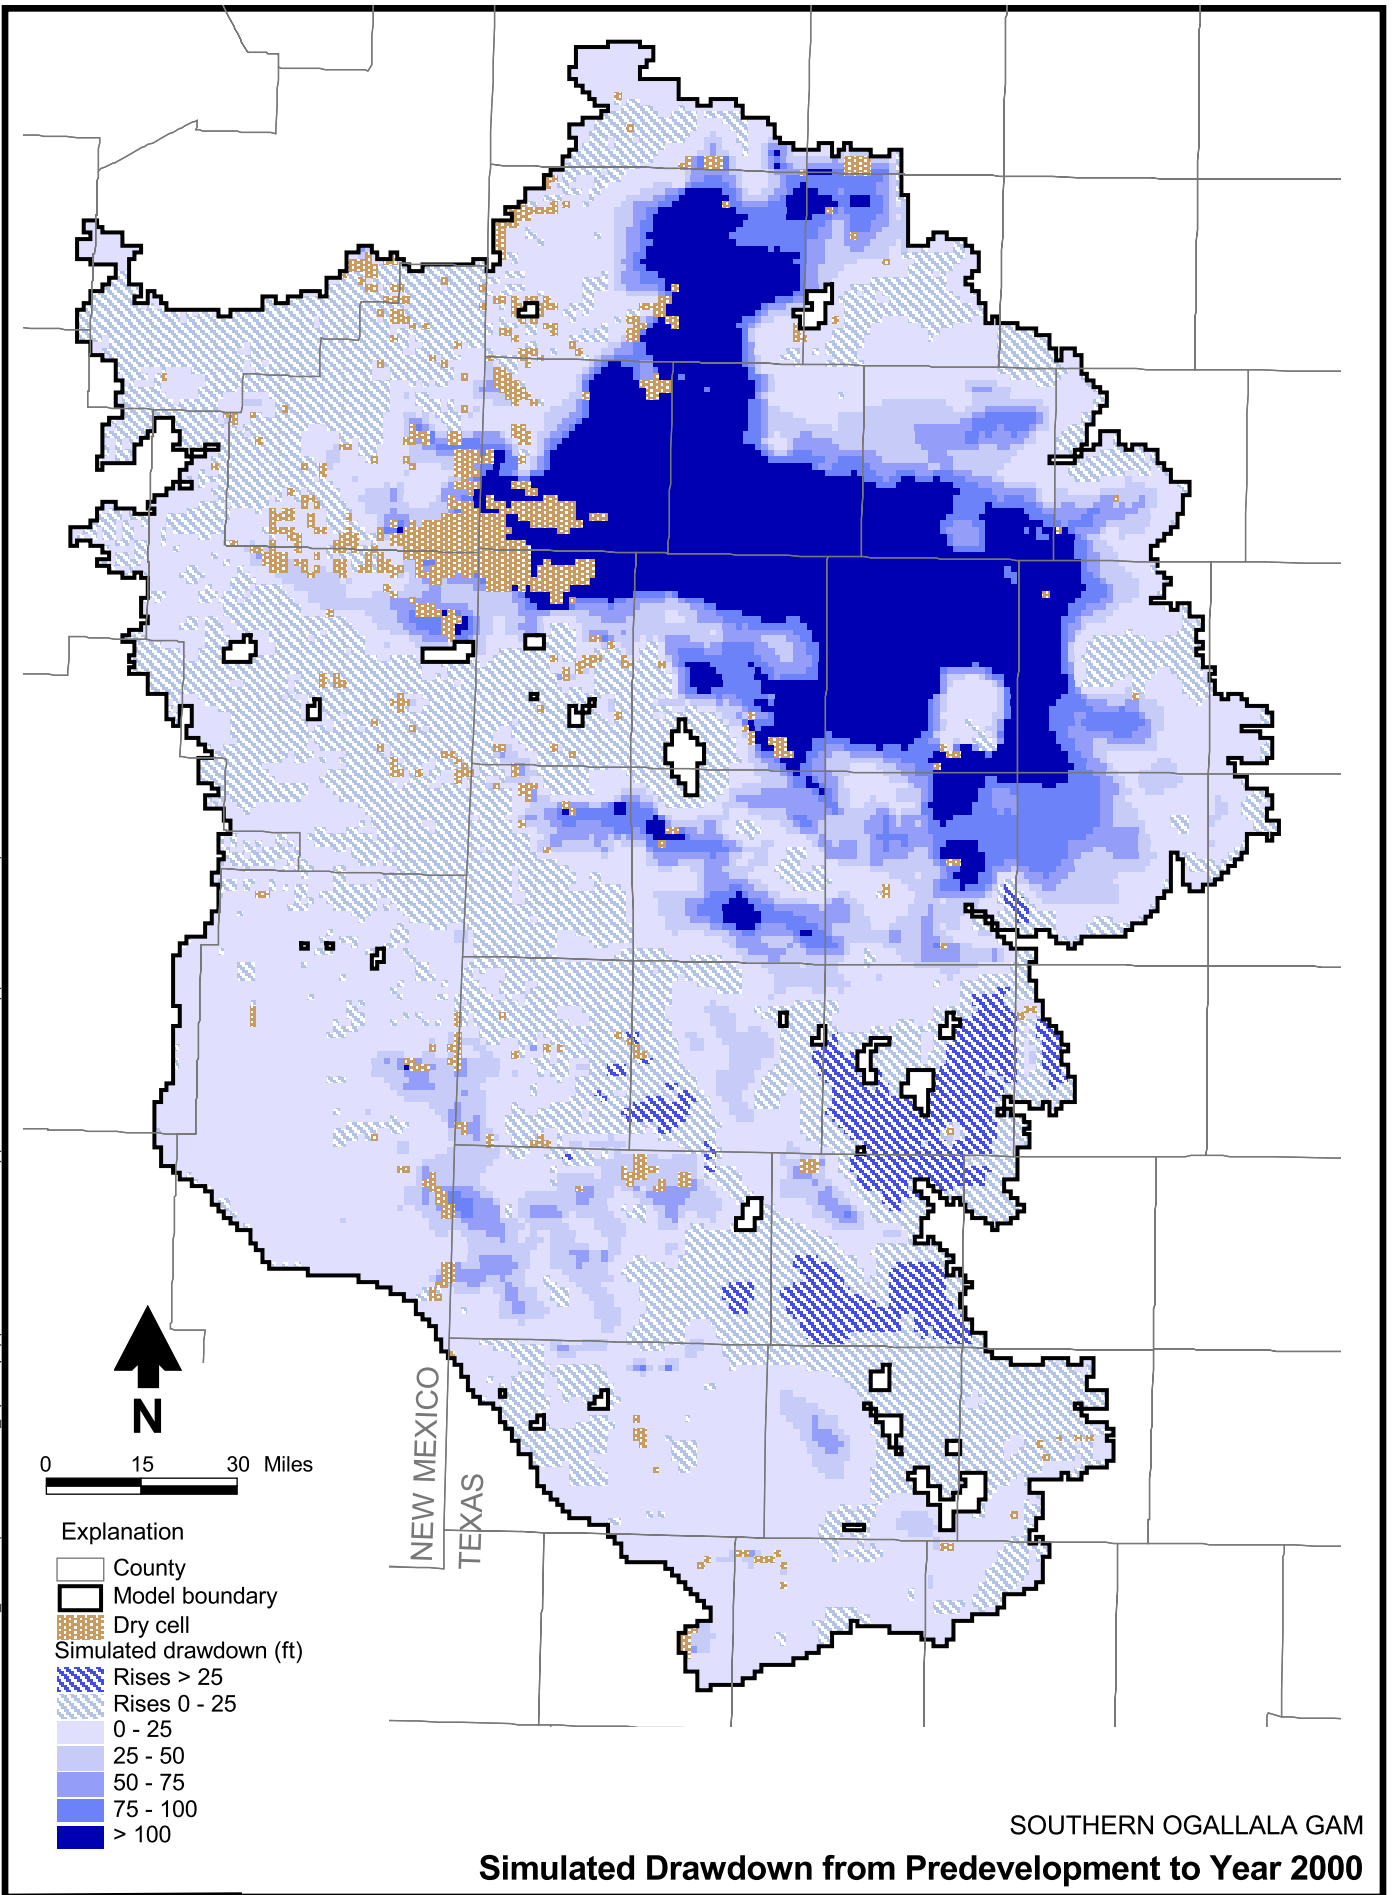 NEW MEXICO
TEXAS
N
0 15 30 Miles
Explanation
County
Model boundary
Dry cell
Simulated drawdown (ft)
Rises > 25
Rises 0 - 25
0 - 25
25 - 50
50 - 75
75 - 100
> 100
SOUTHERN OGALLALA GAM
Simulated Drawdown from Predevelopment to Year 2000